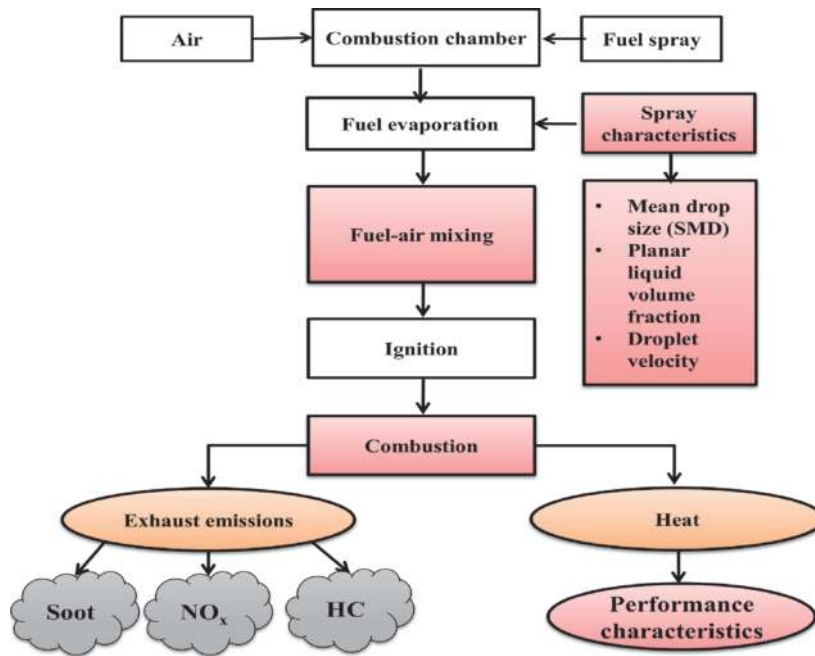 Air
Combustion chamber
Fuel spray
Fuel evaporation
Spray
characteristics
Fuel-air mixing
• Mean drop
size (SMD)
• Planar
liquid
volume
fraction
• Droplet
velocity
Ignition
Combustion
Exhaust emissions
Heat
Soot
NOₓ
HC
Performance
characteristics